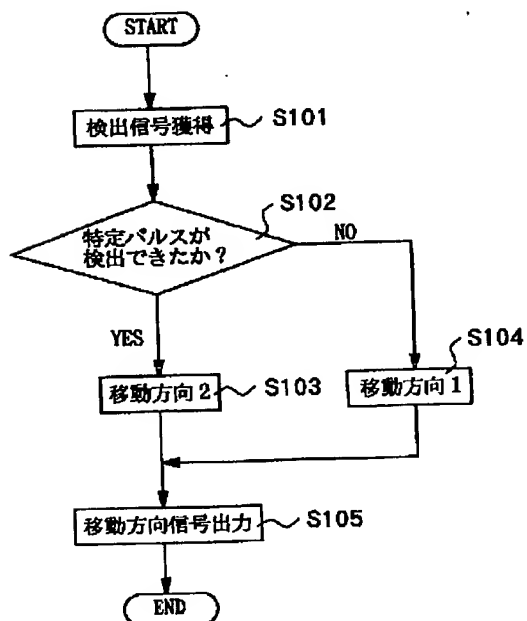 START
検出信号獲得
S101
特定パルスが
検出できたか？
S102
NO
YES
移動方向2
S103
移動方向1
S104
移動方向信号出力
S105
END